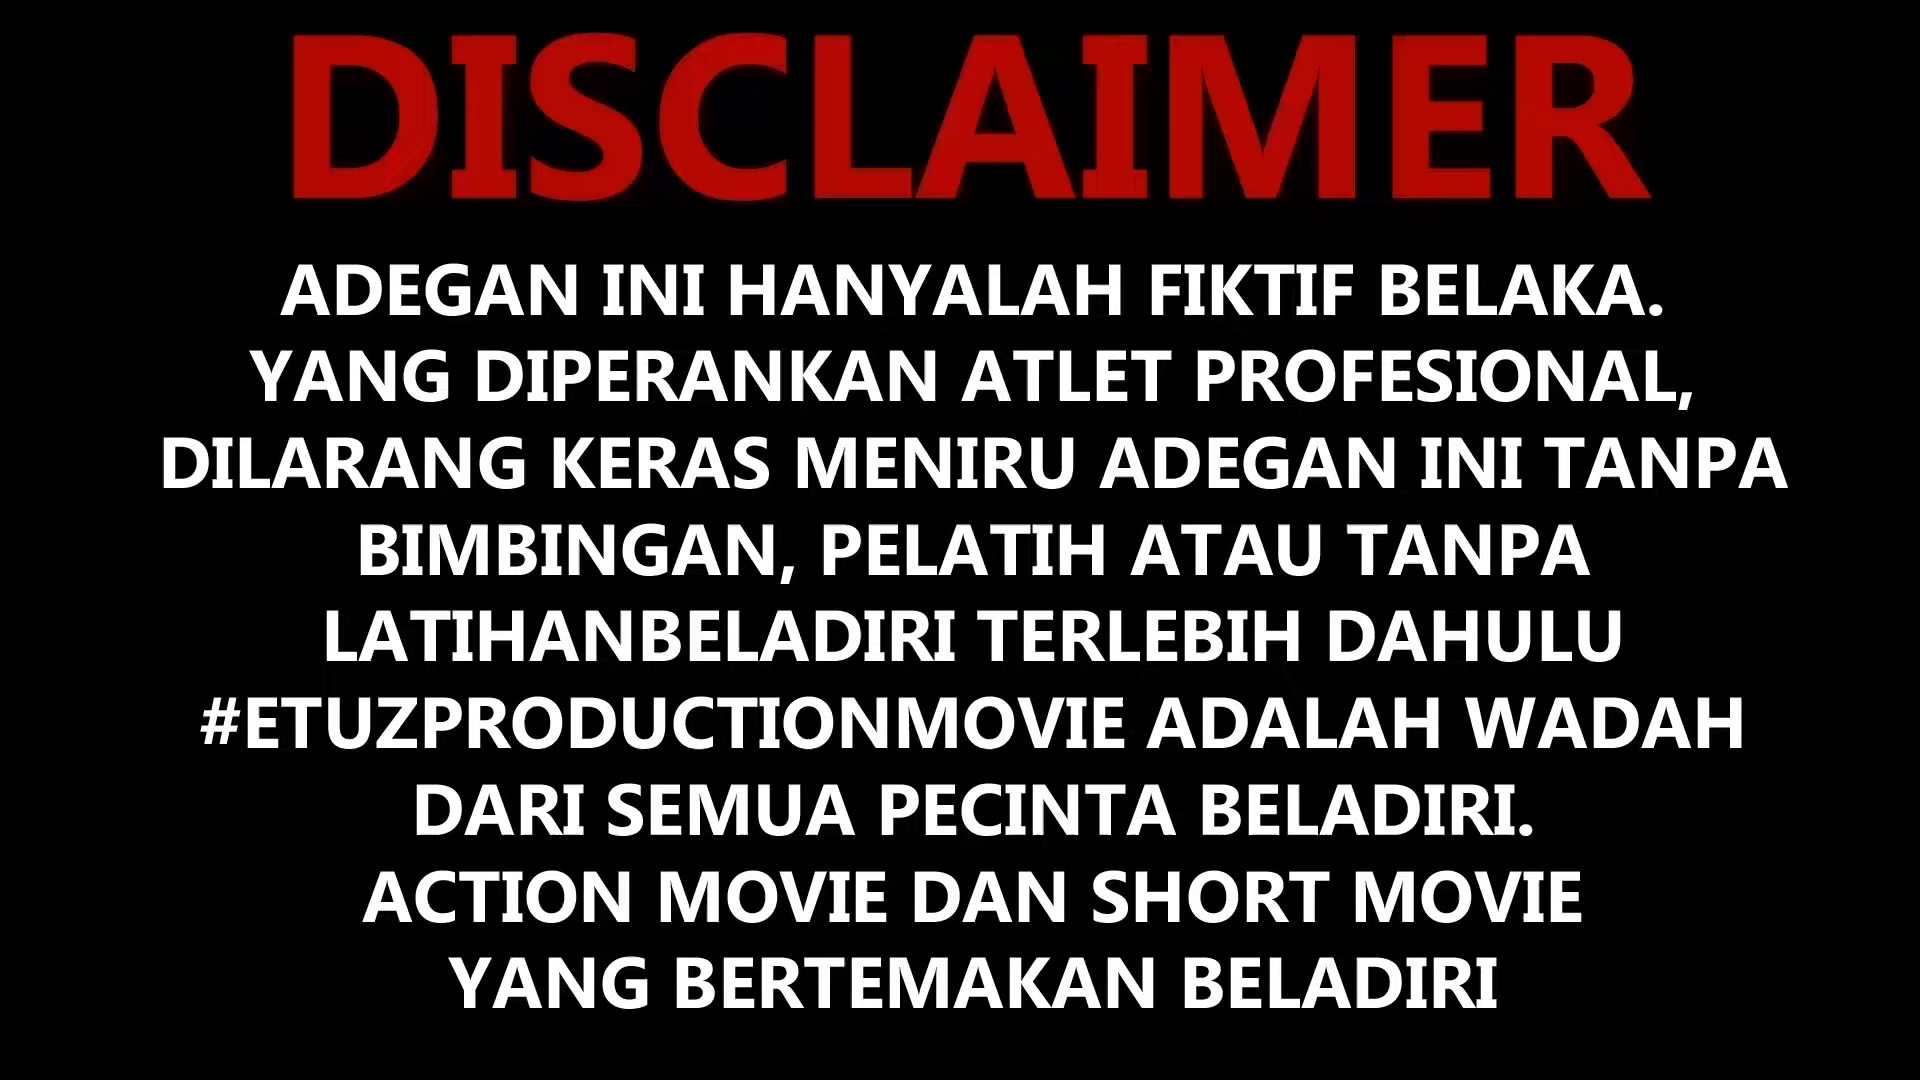 DISCLAIMER
ADEGAN INI HANYALAH FIKTIF BELAKA.
YANG DIPERANKAN ATLET PROFESIONAL,
DILARANG KERAS MENIRU ADEGAN INI TANPA
BIMBINGAN, PELATIH ATAU TANPA
LATIHANBELADIRI TERLEBIH DAHULU
#ETUZPRODUCTIONMOVIE ADALAH WADAH
DARI SEMUA PECINTA BELADIRI.
ACTION MOVIE DAN SHORT MOVIE
YANG BERTEMAKAN BELADIRI